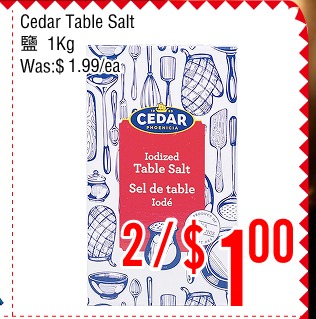 Cedar Table Salt
鹽 1Kg
Was:$ 1.99/ea
CEDAR
PHOENICIA
Iodized
Table Salt
Sel de table
Iodé
2/$1.00